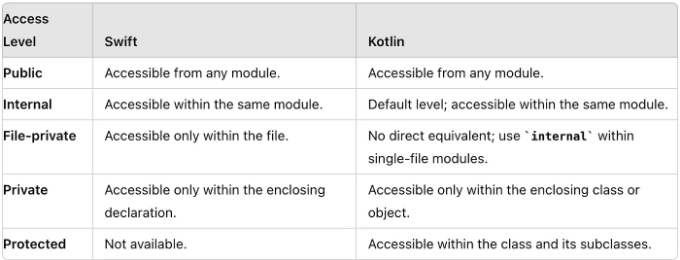 Access
Level Swift Kotlin
Public Accessible from any module. Accessible from any module.
Internal Accessible within the same module. Default level; accessible within the same module.
File-private Accessible only within the file. No direct equivalent; use `internal` within
single-file modules.
Private Accessible only within the enclosing Accessible only within the enclosing class or
declaration. object.
Protected Not available. Accessible within the class and its subclasses.